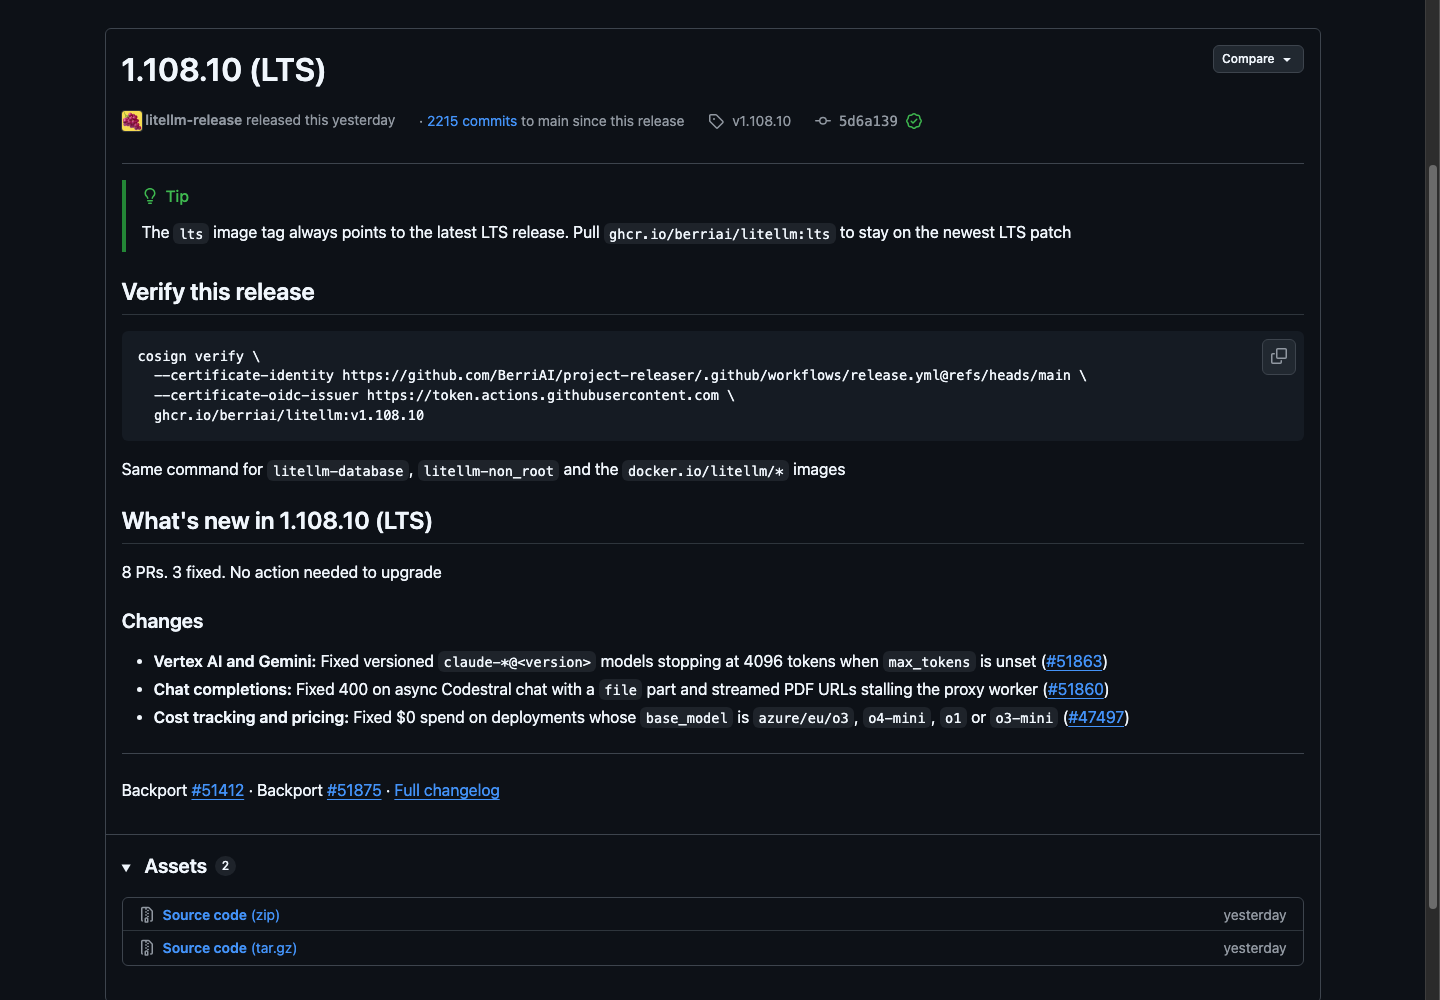 1.108.10 (LTS)
Compare
litellm-release released this yesterday · 2215 commits to main since this release v1.108.10 5d6a139
Tip
The lts image tag always points to the latest LTS release. Pull ghcr.io/berriai/litellm:lts to stay on the newest LTS patch
Verify this release
cosign verify \
--certificate-identity https://github.com/BerriAI/project-releaser/.github/workflows/release.yml@refs/heads/main \
--certificate-oidc-issuer https://token.actions.githubusercontent.com \
ghcr.io/berriai/litellm:v1.108.10
Same command for litellm-database, litellm-non_root and the docker.io/litellm/* images
What's new in 1.108.10 (LTS)
8 PRs. 3 fixed. No action needed to upgrade
Changes
• Vertex AI and Gemini: Fixed versioned claude-*@<version> models stopping at 4096 tokens when max_tokens is unset (#51863)
• Chat completions: Fixed 400 on async Codestral chat with a file part and streamed PDF URLs stalling the proxy worker (#51860)
• Cost tracking and pricing: Fixed $0 spend on deployments whose base_model is azure/eu/o3, o4-mini, o1 or o3-mini (#47497)
Backport #51412 · Backport #51875 · Full changelog
Assets 2
Source code (zip) yesterday
Source code (tar.gz) yesterday